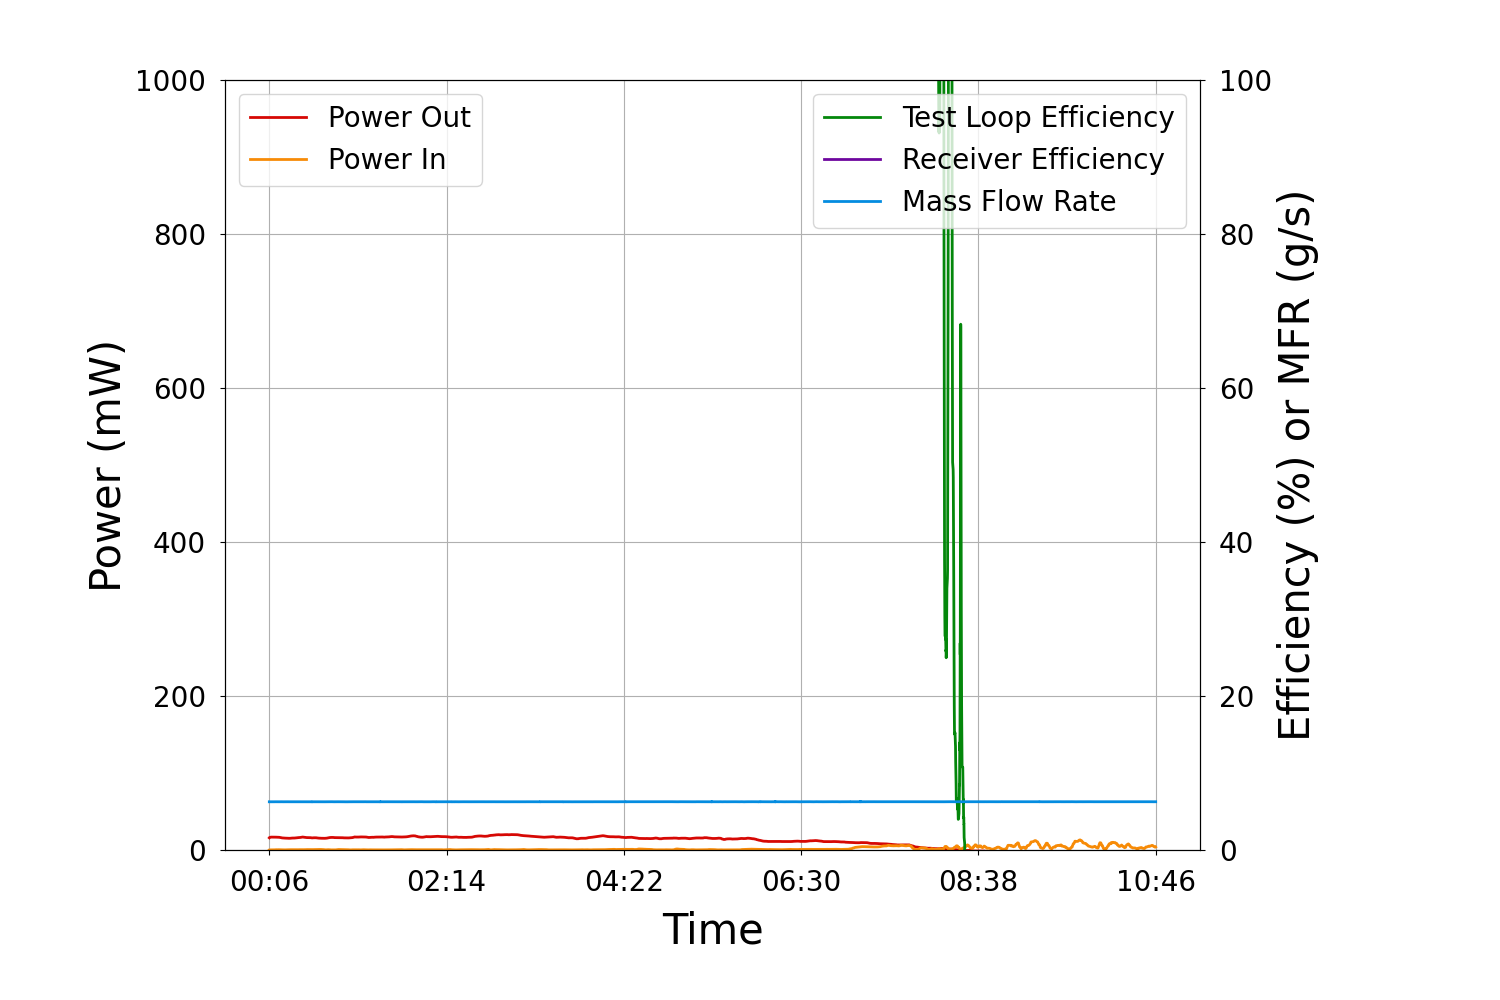 1000
800
600
400
200
0
Power (mW)
Power Out
Power In
Test Loop Efficiency
Receiver Efficiency
Mass Flow Rate
100
80
60
40
20
0
Efficiency (%) or MFR (g/s)
00:06 02:14 04:22 06:30 08:38 10:46
Time